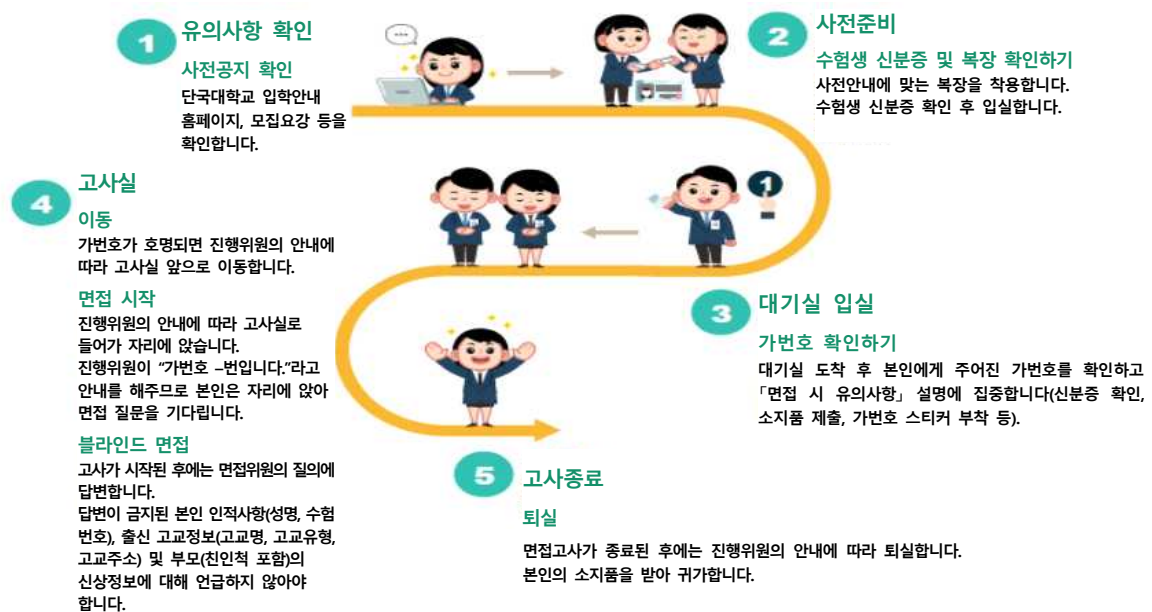 1
유의사항 확인
사전공지 확인
단국대학교 입학안내
홈페이지, 모집요강 등을
확인합니다.
2
사전준비
수험생 신분증 및 복장 확인하기
사전안내에 맞는 복장을 착용합니다.
수험생 신분증 확인 후 입실합니다.
1
3
대기실 입실
가번호 확인하기
대기실 도착 후 본인에게 주어진 가번호를 확인하고
「면접 시 유의사항」 설명에 집중합니다(신분증 확인,
소지품 제출, 가번호 스티커 부착 등).
4
고사실
이동
가번호가 호명되면 진행위원의 안내에
따라 고사실 앞으로 이동합니다.
면접 시작
진행위원의 안내에 따라 고사실로
들어가 자리에 앉습니다.
진행위원이 “가번호 –번입니다.”라고
안내를 해주므로 본인은 자리에 앉아
면접 질문을 기다립니다.
블라인드 면접
고사가 시작된 후에는 면접위원의 질의에
답변합니다.
답변이 금지된 본인 인적사항(성명, 수험
번호), 출신 고교정보(고교명, 고교유형,
고교주소) 및 부모(친인척 포함)의
신상정보에 대해 언급하지 않아야
합니다.
5
고사종료
퇴실
면접고사가 종료된 후에는 진행위원의 안내에 따라 퇴실합니다.
본인의 소지품을 받아 귀가합니다.